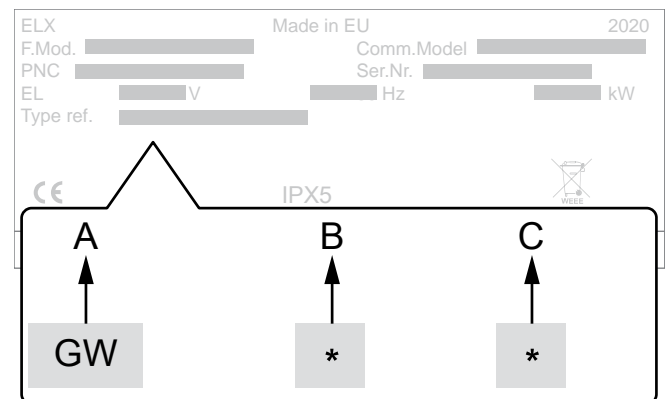 ELX Made in EU 2020
F.Mod. Comm.Model
PNC Ser.Nr.
EL V Hz kW
Type ref.
CE IPX5
WEEE
A B C
GW * *